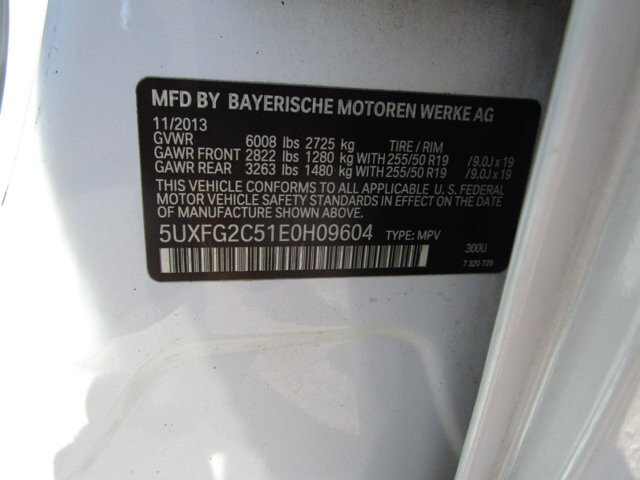 MFD BY BAYERISCHE MOTOREN WERKE AG
11/2013
GVWR 6008 lbs 2725 kg TIRE / RIM
GAWR FRONT 2822 lbs 1280 kg WITH 255/50 R19 /9.0J x 19
GAWR REAR 3263 lbs 1480 kg WITH 255/50 R19 /9.0J x 19
THIS VEHICLE CONFORMS TO ALL APPLICABLE U. S. FEDERAL
MOTOR VEHICLE SAFETY STANDARDS IN EFFECT ON THE DATE OF
MANUFACTURE SHOWN ABOVE.
5UXFG2C51E0H09604 TYPE: MPV
300U
7 320 729